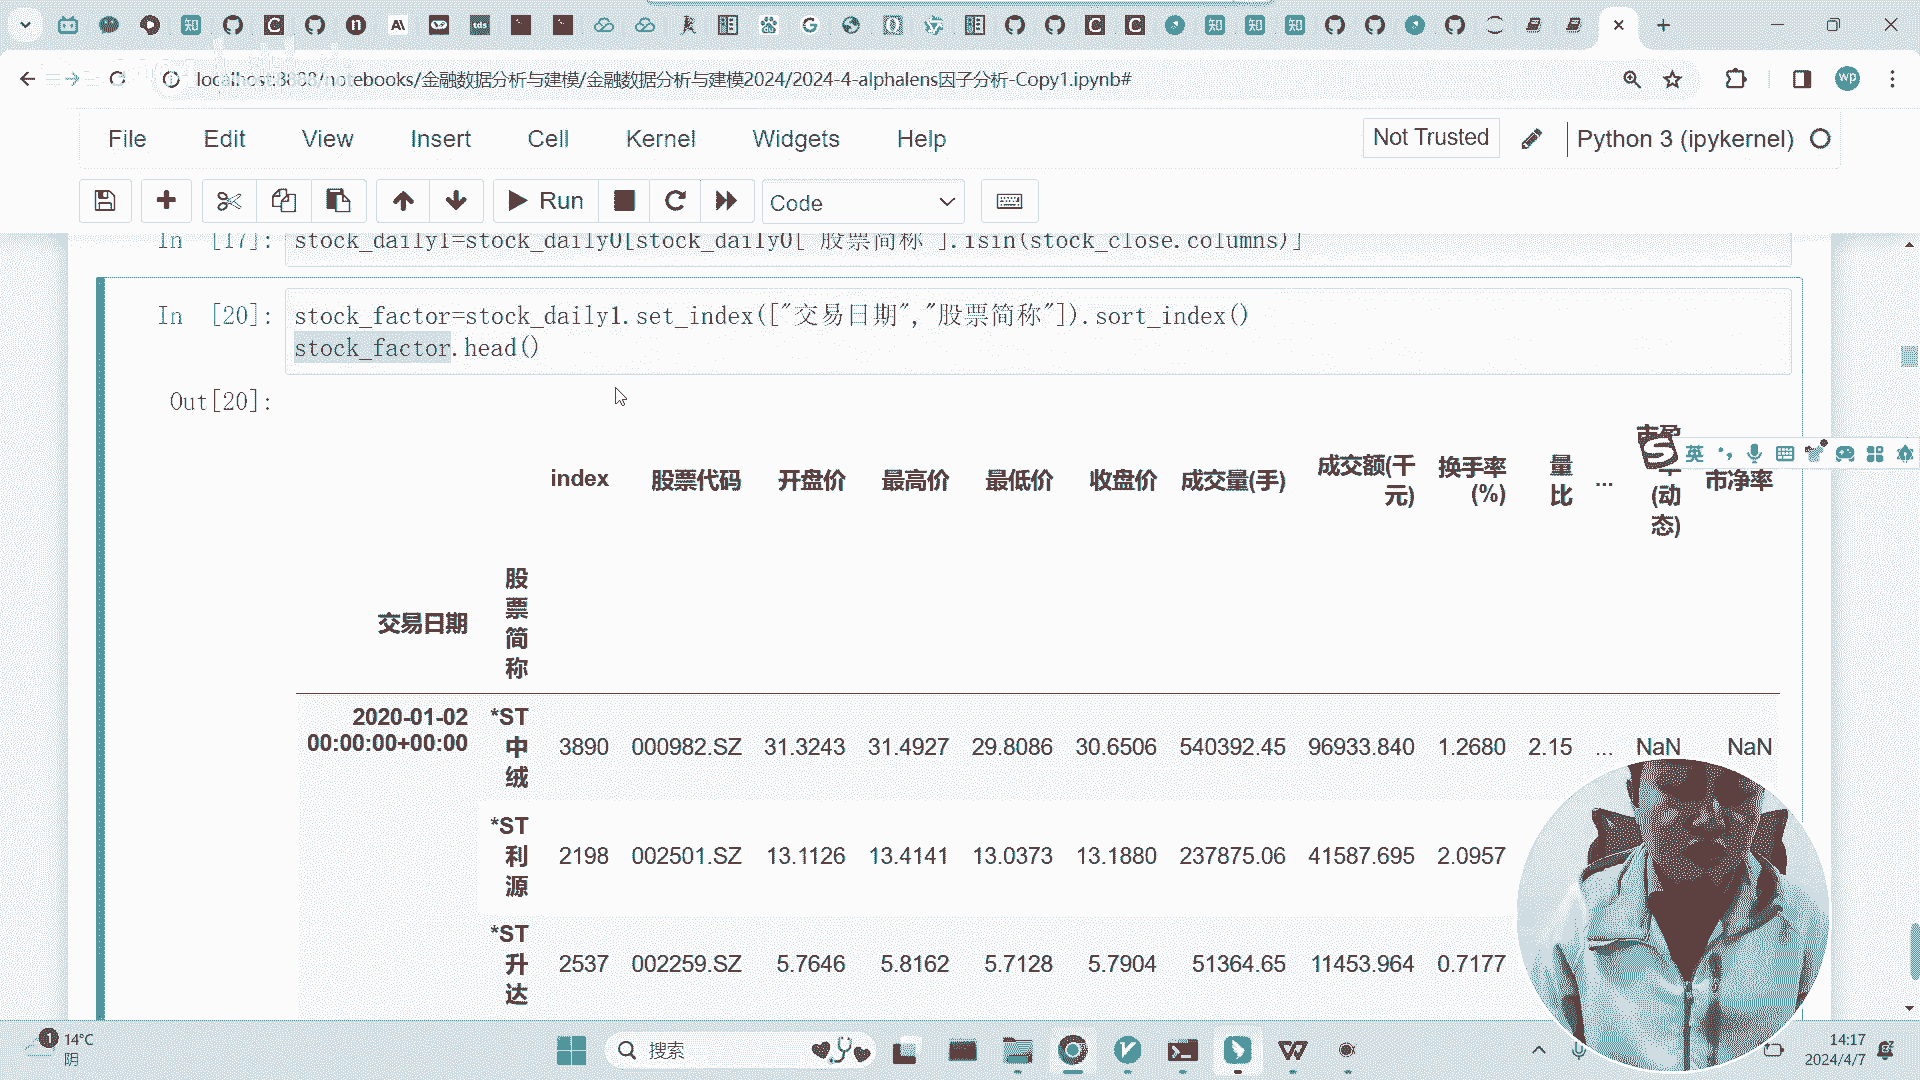 localhost:8888/notebooks/金融数据分析与建模/金融数据分析与建模2024/2024-4-alphalens因子分析-Copy1.ipynb#
File Edit View Insert Cell Kernel Widgets Help
Not Trusted
Python 3 (ipykernel)
Run
Code
In [17]: stock_daily1=stock_daily0[stock_daily0["股票简称"].isin(stock_close.columns)]
In [20]: stock_factor=stock_daily1.set_index(["交易日期","股票简称"]).sort_index()
stock_factor.head()
Out[20]:
index 股票代码 开盘价 最高价 最低价 收盘价 成交量(手) 成交额(千元) 换手率(%) 量比 ... (动态) 市净率
交易日期 股票简称
2020-01-02 00:00:00+00:00 *ST中绒 3890 000982.SZ 31.3243 31.4927 29.8086 30.6506 540392.45 96933.840 1.2680 2.15 ... NaN NaN
*ST利源 2198 002501.SZ 13.1126 13.4141 13.0373 13.1880 237875.06 41587.695 2.0957
*ST升达 2537 002259.SZ 5.7646 5.8162 5.7128 5.7904 51364.65 11453.964 0.7177
英
1
14°C
阴
搜索
14:17
2024/4/7